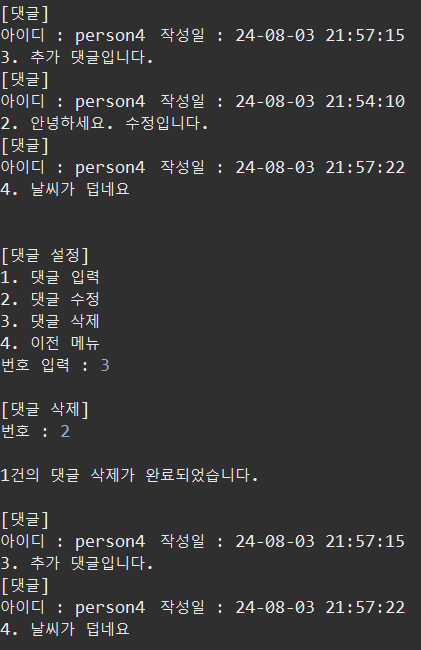 [댓글]
아이디 : person4 작성일 : 24-08-03 21:57:15
3. 추가 댓글입니다.
[댓글]
아이디 : person4 작성일 : 24-08-03 21:54:10
2. 안녕하세요. 수정입니다.
[댓글]
아이디 : person4 작성일 : 24-08-03 21:57:22
4. 날씨가 덥네요
[댓글 설정]
1. 댓글 입력
2. 댓글 수정
3. 댓글 삭제
4. 이전 메뉴
번호 입력 : 3
[댓글 삭제]
번호 : 2
1건의 댓글 삭제가 완료되었습니다.
[댓글]
아이디 : person4 작성일 : 24-08-03 21:57:15
3. 추가 댓글입니다.
[댓글]
아이디 : person4 작성일 : 24-08-03 21:57:22
4. 날씨가 덥네요